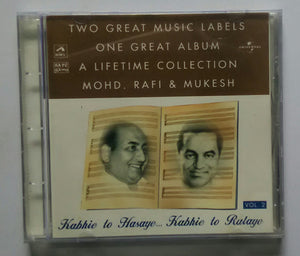 TWO GREAT MUSIC LABELS
ONE GREAT ALBUM
A LIFETIME COLLECTION
MOHD. RAFI & MUKESH
UNIVERSAL
VOL. 2
Kabhie to Hasaye... Kabhie to Rulaye